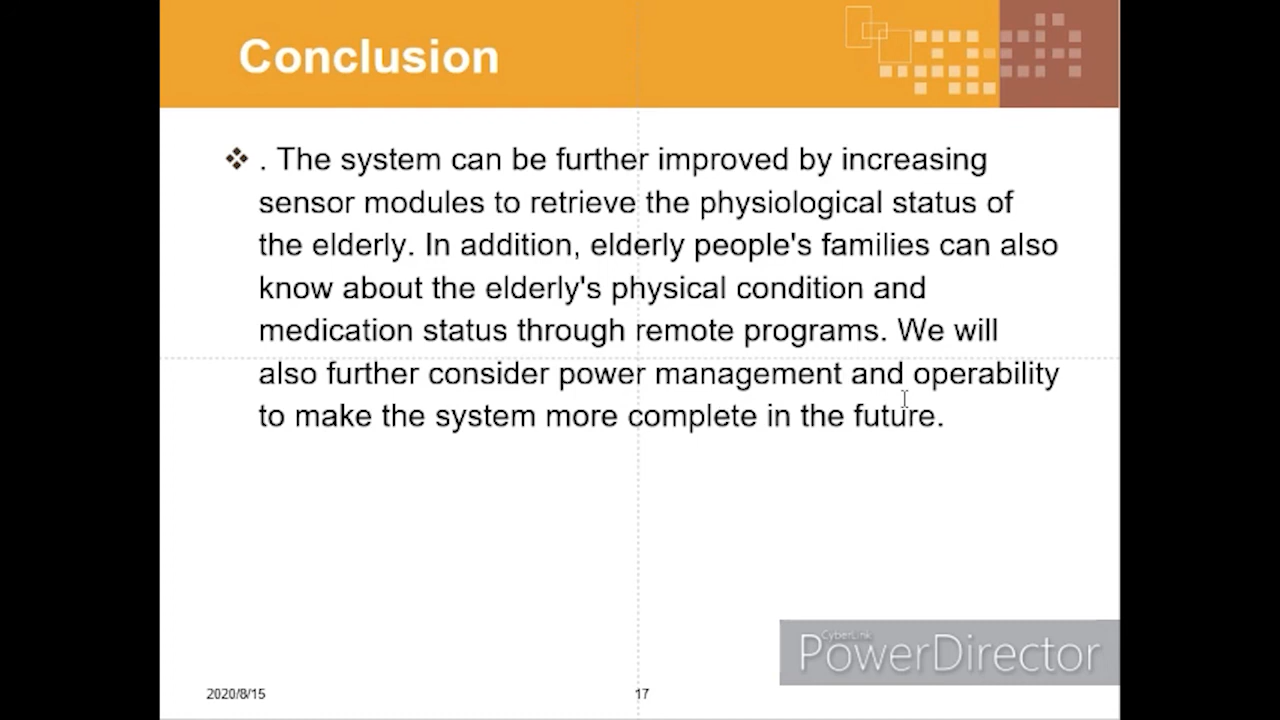 Conclusion
❖ . The system can be further improved by increasing
sensor modules to retrieve the physiological status of
the elderly. In addition, elderly people's families can also
know about the elderly's physical condition and
medication status through remote programs. We will
also further consider power management and operability
to make the system more complete in the future.
CyberLink
PowerDirector
2020/8/15
17